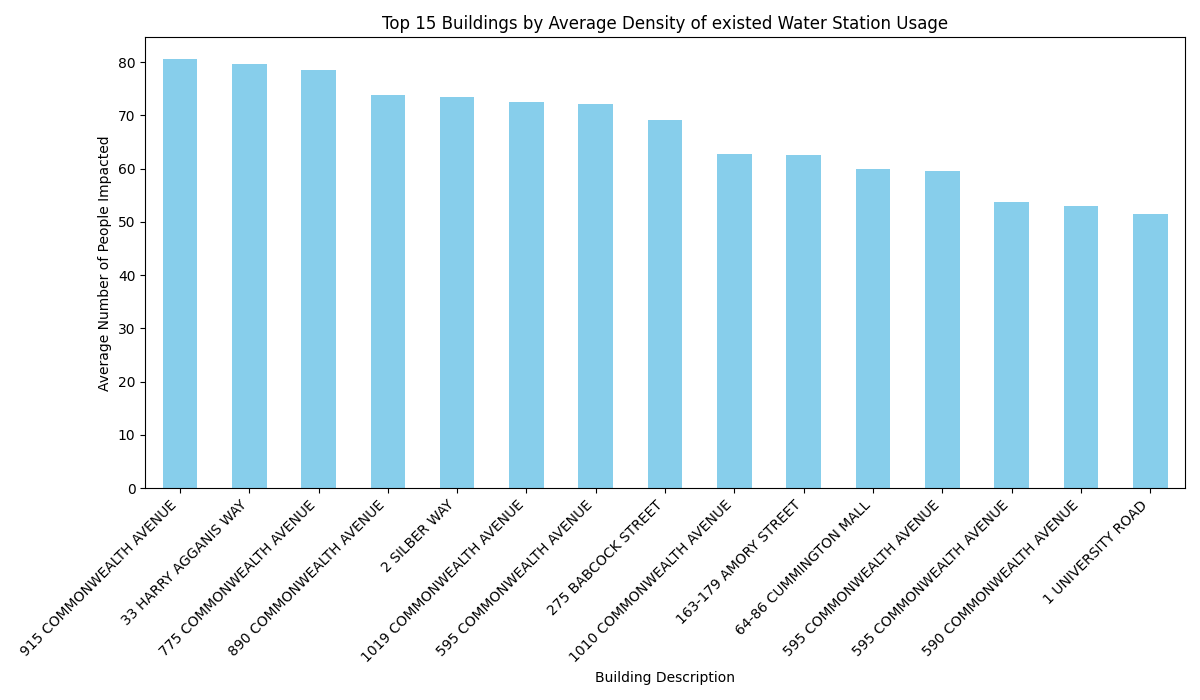 Top 15 Buildings by Average Density of existed Water Station Usage
Average Number of People Impacted
80
70
60
50
40
30
20
10
0
915 COMMONWEALTH AVENUE
33 HARRY AGGANIS WAY
775 COMMONWEALTH AVENUE
890 COMMONWEALTH AVENUE
2 SILBER WAY
1019 COMMONWEALTH AVENUE
595 COMMONWEALTH AVENUE
275 BABCOCK STREET
1010 COMMONWEALTH AVENUE
163-179 AMORY STREET
64-86 CUMMINGTON MALL
595 COMMONWEALTH AVENUE
595 COMMONWEALTH AVENUE
590 COMMONWEALTH AVENUE
1 UNIVERSITY ROAD
Building Description